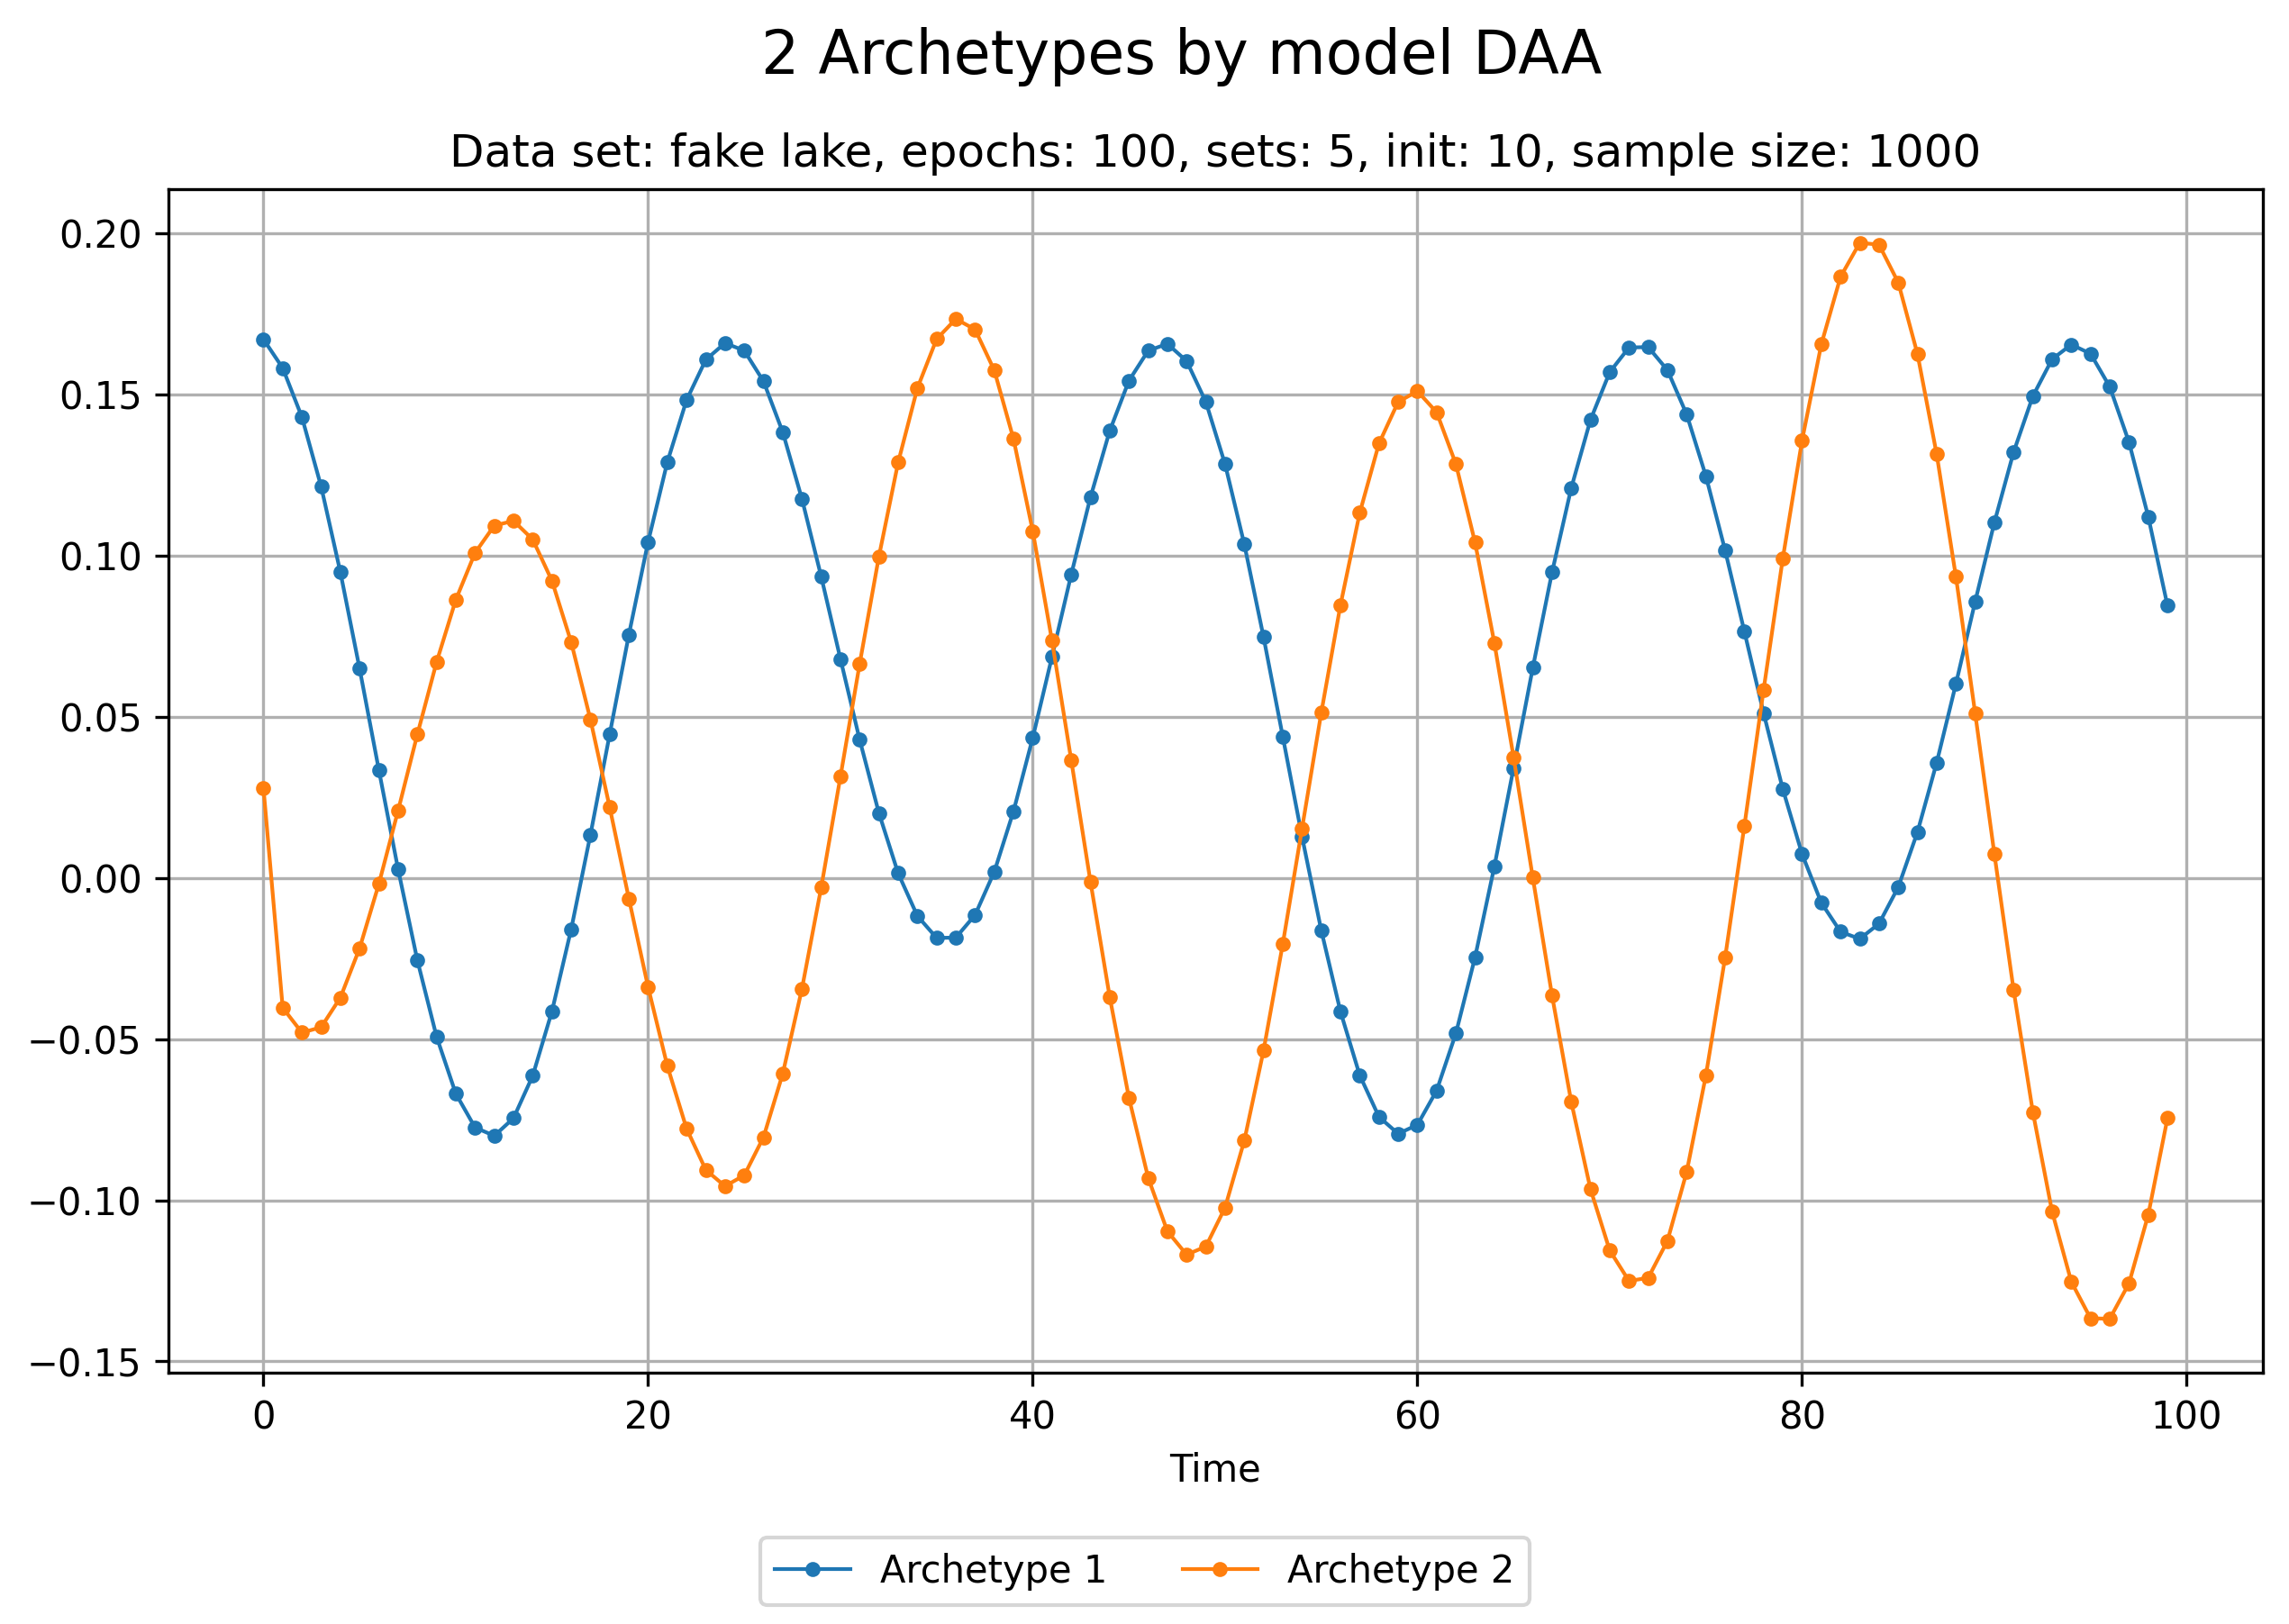 2 Archetypes by model DAA
Data set: fake lake, epochs: 100, sets: 5, init: 10, sample size: 1000
0.20
0.15
0.10
0.05
0.00
−0.05
−0.10
−0.15
0 20 40 60 80 100
Time
Archetype 1 Archetype 2